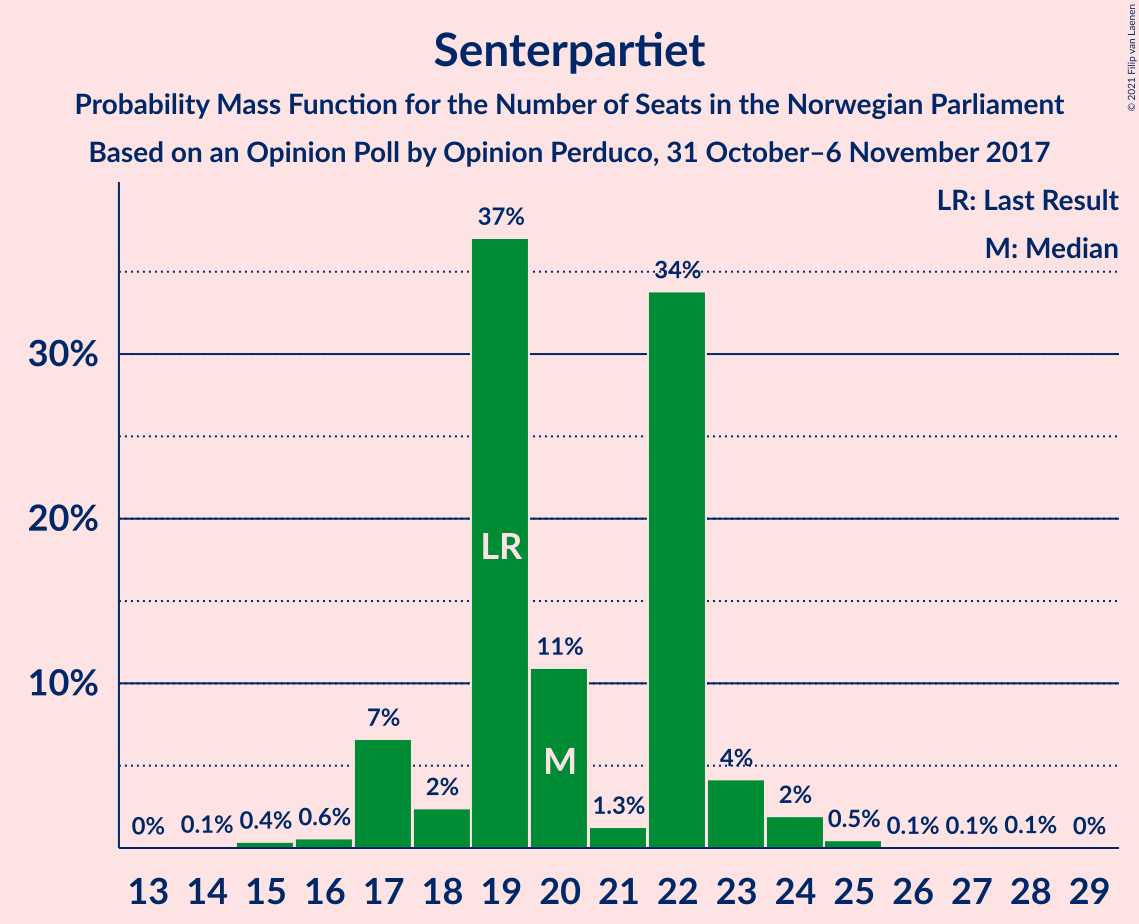 Senterpartiet
Probability Mass Function for the Number of Seats in the Norwegian Parliament
Based on an Opinion Poll by Opinion Perduco, 31 October–6 November 2017
© 2021 Filip van Laenen
LR: Last Result
M: Median
37%
34%
30%
20%
LR
11%
10%
7%
M
4%
2%
2%
1.3%
0% 0.1% 0.4% 0.6% 0.5% 0.1% 0.1% 0.1% 0%
13 14 15 16 17 18 19 20 21 22 23 24 25 26 27 28 29